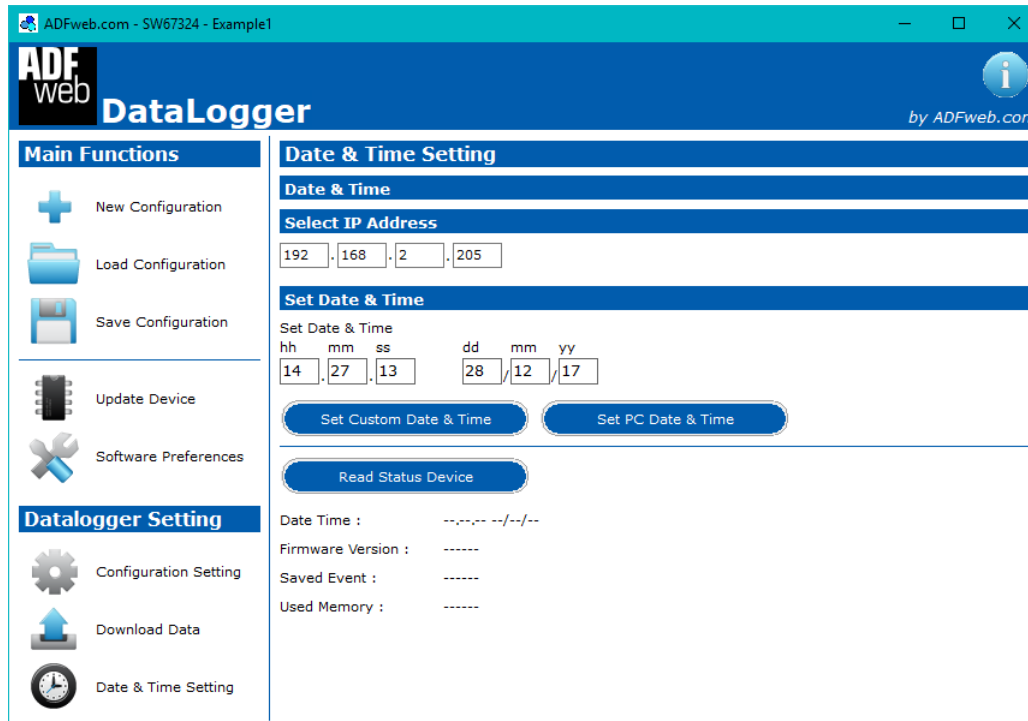 ADFweb.com - SW67324 - Example1
ADF
web
DataLogger
i
by ADFweb.com
Main Functions
New Configuration
Load Configuration
Save Configuration
Update Device
Software Preferences
Datalogger Setting
Configuration Setting
Download Data
Date & Time Setting
Date & Time Setting
Date & Time
Select IP Address
192 . 168 . 2 . 205
Set Date & Time
Set Date & Time
hh mm ss dd mm yy
14 . 27 . 13 28 / 12 / 17
Set Custom Date & Time Set PC Date & Time
Read Status Device
Date Time : --.--.-- --/--/--
Firmware Version : ------
Saved Event : ------
Used Memory : ------